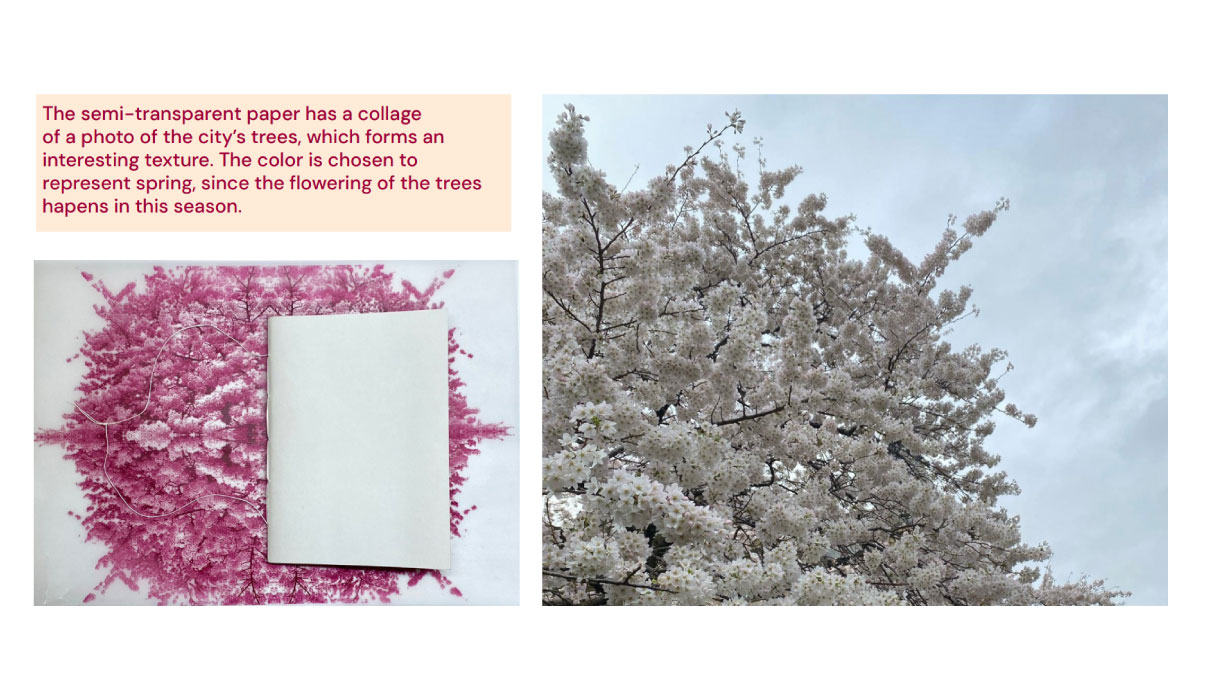 The semi-transparent paper has a collage
of a photo of the city’s trees, which forms an
interesting texture. The color is chosen to
represent spring, since the flowering of the trees
hapens in this season.